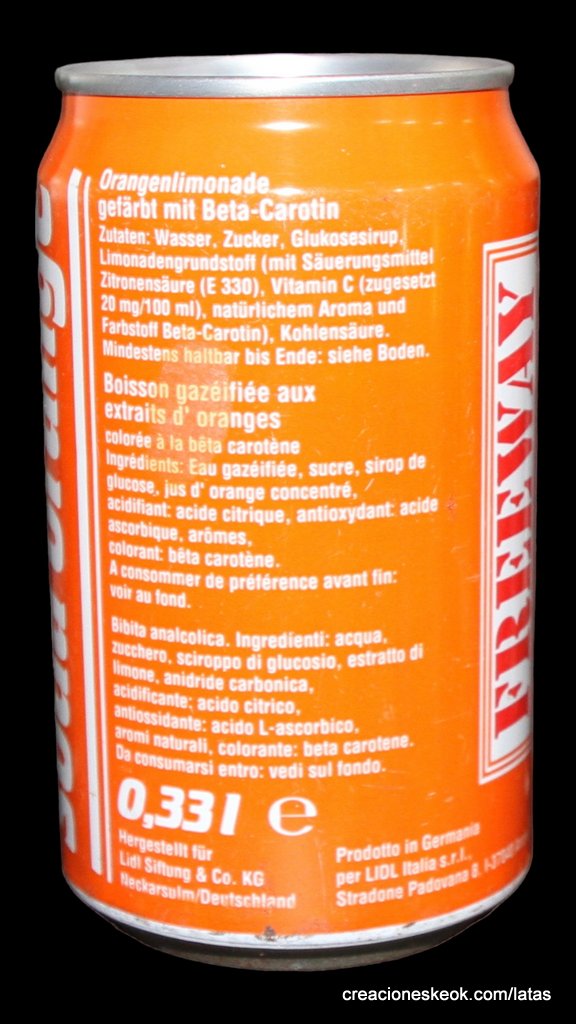 Orangenlimonade
gefärbt mit Beta-Carotin
Zutaten: Wasser, Zucker, Glukosesirup,
Limonadengrundstoff (mit Säuerungsmittel
Zitronensäure (E 330), Vitamin C (zugesetzt
20 mg/100 ml), natürlichem Aroma und
Farbstoff Beta-Carotin), Kohlensäure.
Mindestens haltbar bis Ende: siehe Boden.
Boisson gazéifiée aux
extraits d' oranges
colorée à la bêta carotène
Ingrédients: Eau gazéifiée, sucre, sirop de
glucose, jus d' orange concentré,
acidifiant: acide citrique, antioxydant: acide
ascorbique, arômes,
colorant: bêta carotène.
A consommer de préférence avant fin:
voir au fond.
Bibita analcolica. Ingredienti: acqua,
zucchero, sciroppo di glucosio, estratto di
limone, anidride carbonica,
acidificante: acido citrico,
antiossidante: acido L-ascorbico,
aromi naturali, colorante: beta carotene.
Da consumarsi entro: vedi sul fondo.
0,33 l e
Hergestellt für
Lidl Siftung & Co. KG
Neckarsulm/Deutschland
Prodotto in Germania
per LIDL Italia s.r.l.,
Stradone Padovana
FREEWAY
orange
creacioneskeok.com/latas